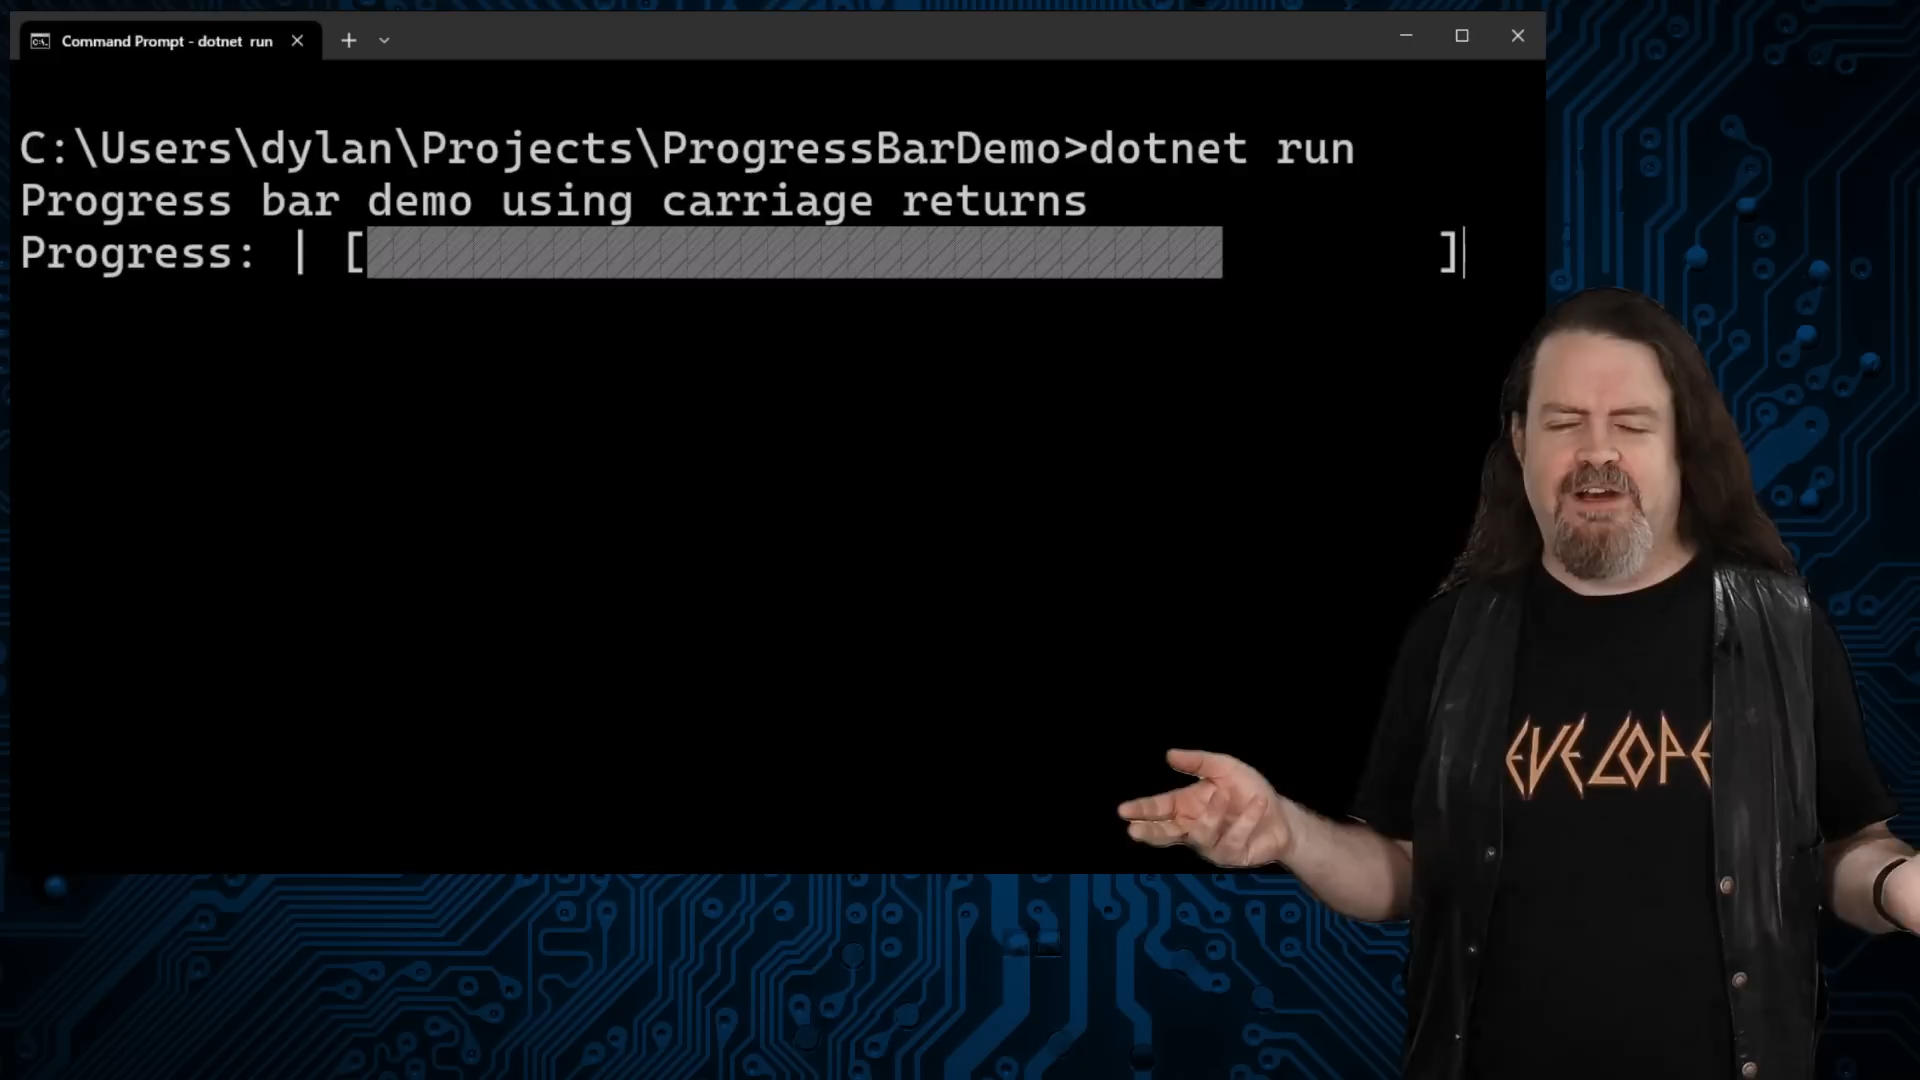 Command Prompt - dotnet run
C:\Users\dylan\Projects\ProgressBarDemo>dotnet run
Progress bar demo using carriage returns
Progress: | [▒▒▒▒▒▒▒▒▒▒▒▒▒▒▒▒▒▒▒▒▒▒▒▒▒▒▒▒▒▒▒▒        ]
EVELOPE